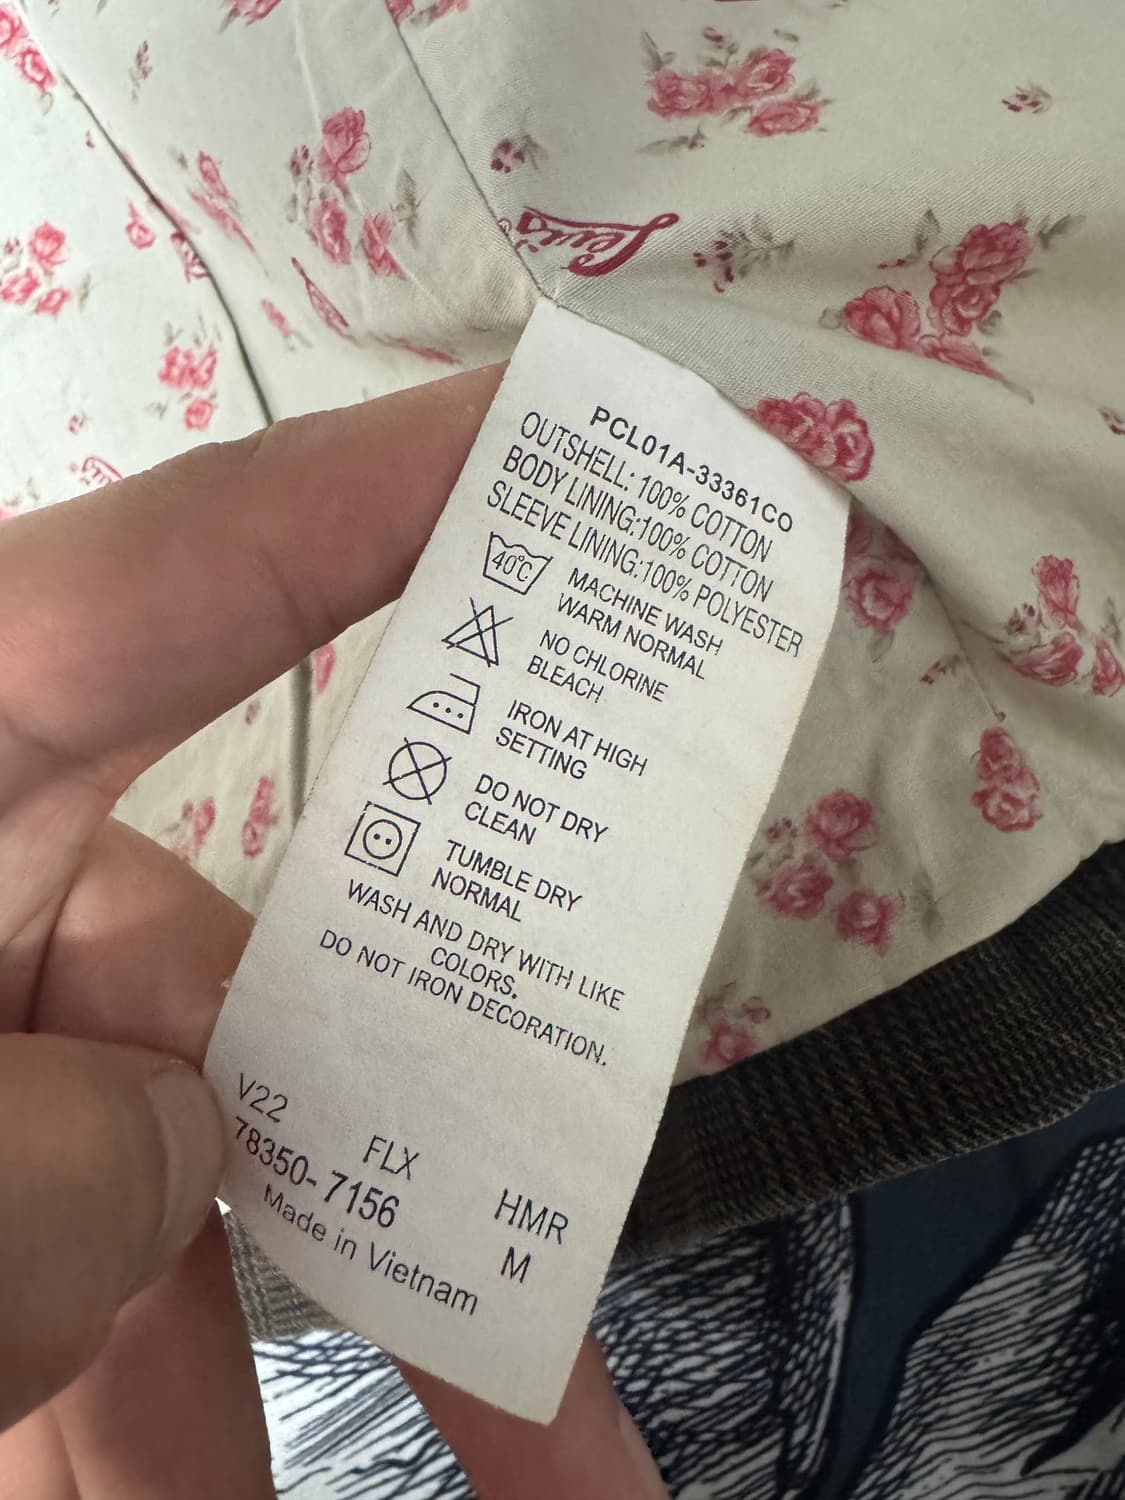 Levi's
PCL01A-33361CO
OUTSHELL: 100% COTTON
BODY LINING:100% COTTON
SLEEVE LINING:100% POLYESTER
40°C
MACHINE WASH
WARM NORMAL
NO CHLORINE
BLEACH
IRON AT HIGH
SETTING
DO NOT DRY
CLEAN
TUMBLE DRY
NORMAL
WASH AND DRY WITH LIKE
COLORS.
DO NOT IRON DECORATION.
V22 FLX HMR
78350-7156 M
Made in Vietnam